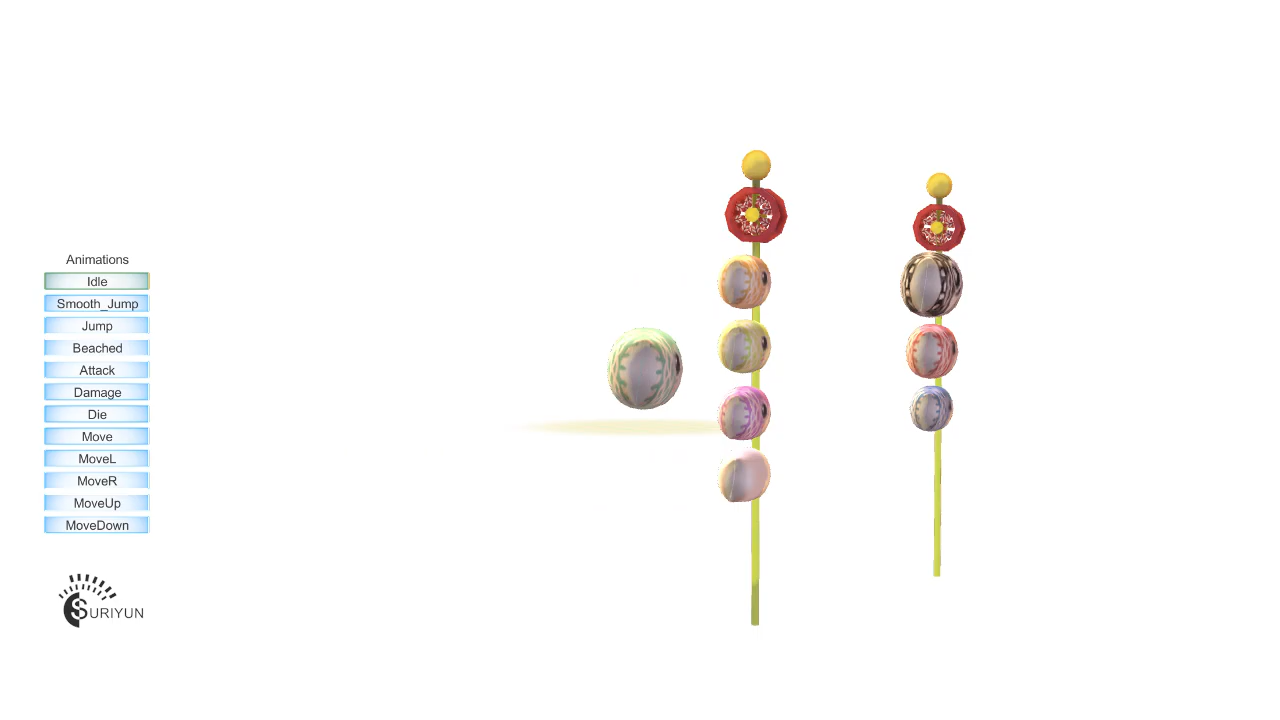 Animations
Idle
Smooth_Jump
Jump
Beached
Attack
Damage
Die
Move
MoveL
MoveR
MoveUp
MoveDown
SURIYUN